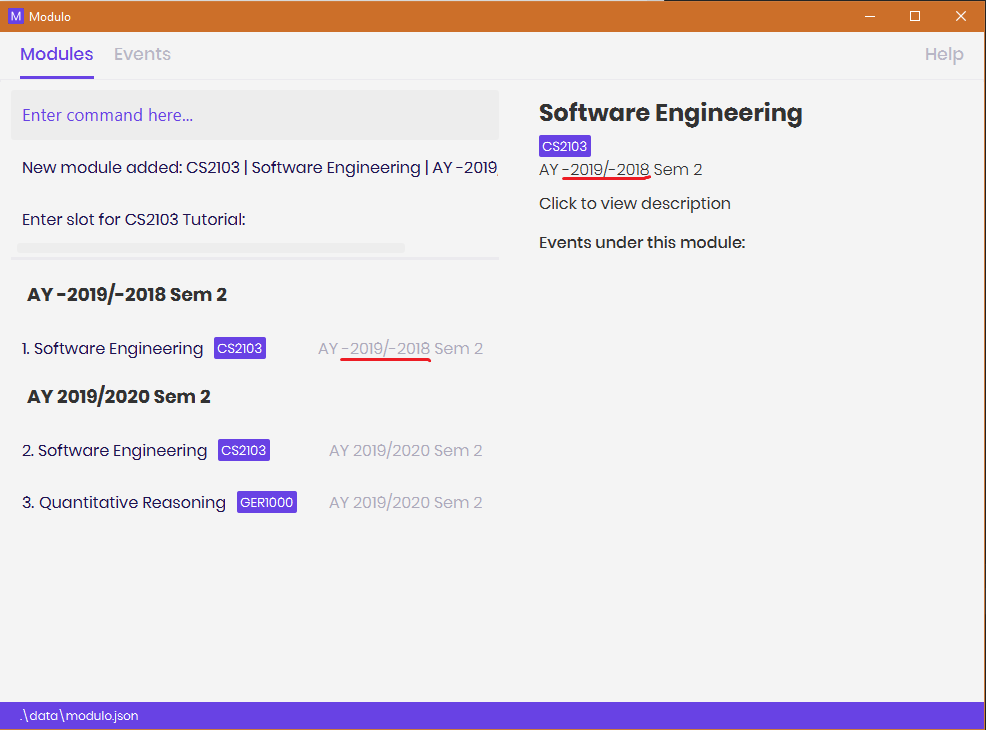 Modulo
Modules Events Help
Enter command here...
New module added: CS2103 | Software Engineering | AY -2019/
Enter slot for CS2103 Tutorial:
AY -2019/-2018 Sem 2
1. Software Engineering CS2103 AY -2019/-2018 Sem 2
AY 2019/2020 Sem 2
2. Software Engineering CS2103 AY 2019/2020 Sem 2
3. Quantitative Reasoning GER1000 AY 2019/2020 Sem 2
Software Engineering
CS2103
AY -2019/-2018 Sem 2
Click to view description
Events under this module:
.\data\modulo.json